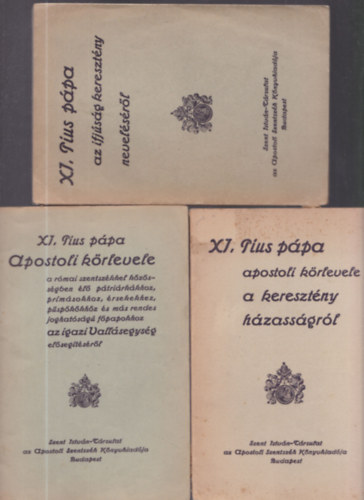 XI. Pius pápa
az ifjúság keresztény
neveléséről
Szent István-Társulat
az Apostoli Szentszék Könyvkiadója
Budapest
XI. Pius pápa
Apostoli körlevele
a római szentszékkel közös-
ségben élő pátriárkákhoz,
prímásokhoz, érsekekhez,
püspökökhöz és más rendes
joghatóságú főpapokhoz
az igazi Vallásegység
elősegítéséről
Szent István-Társulat
az Apostoli Szentszék Könyvkiadója
Budapest
XI. Pius pápa
apostoli körlevele
a keresztény
házasságról
Szent István-Társulat
az Apostoli Szentszék Könyvkiadója
Budapest